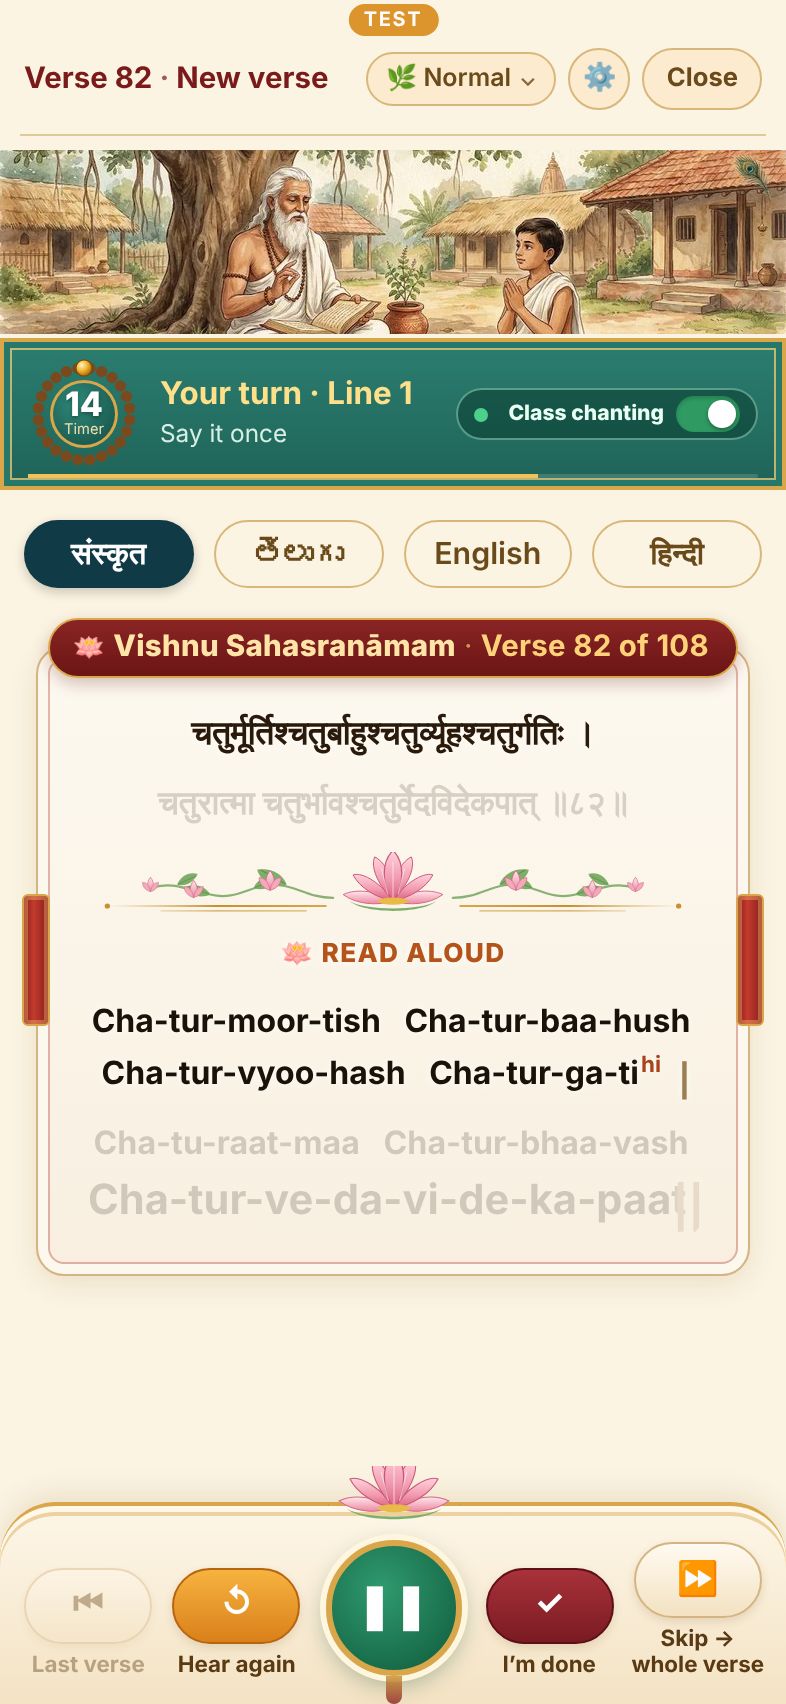 TEST
Verse 82 · New verse
🌿 Normal
Close
14
Timer
Your turn · Line 1
Say it once
Class chanting
संस्कृत
తెలుగు
English
हिन्दी
Vishnu Sahasranāmam · Verse 82 of 108
चतुर्मूर्तिश्चतुर्बाहुश्चतुर्व्यूहश्चतुर्गतिः ।
चतुरात्मा चतुर्भावश्चतुर्वेदविदेकपात् ॥८२॥
READ ALOUD
Cha-tur-moor-tish Cha-tur-baa-hush
Cha-tur-vyoo-hash Cha-tur-ga-tihi |
Cha-tu-raat-maa Cha-tur-bhaa-vash
Cha-tur-ve-da-vi-de-ka-paat||
Last verse
Hear again
I'm done
Skip →
whole verse